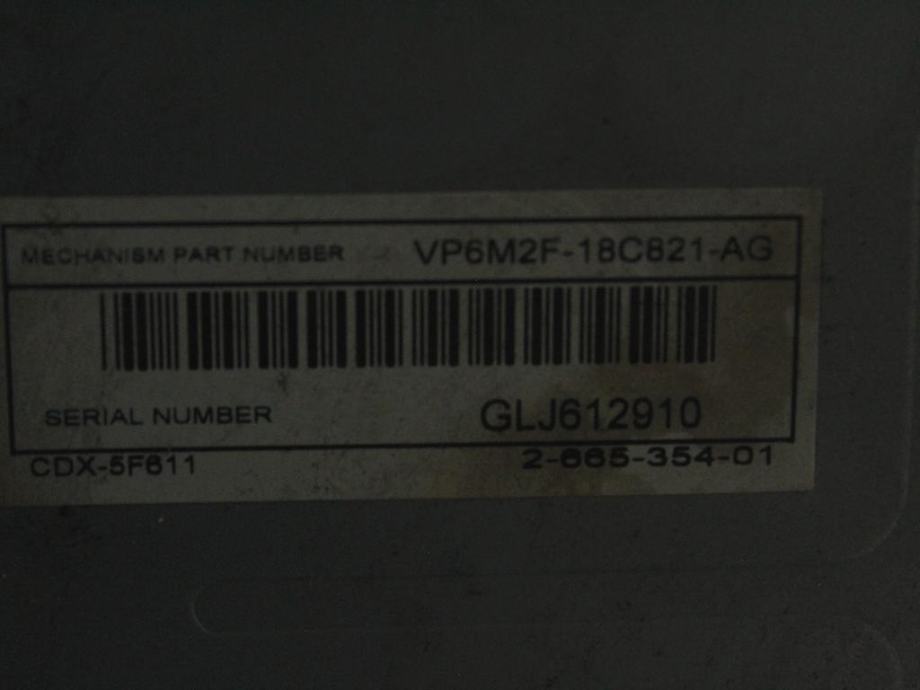 MECHANISM PART NUMBER VP6M2F-18C821-AG
SERIAL NUMBER GLJ612910
CDX-5F611 2-665-354-01